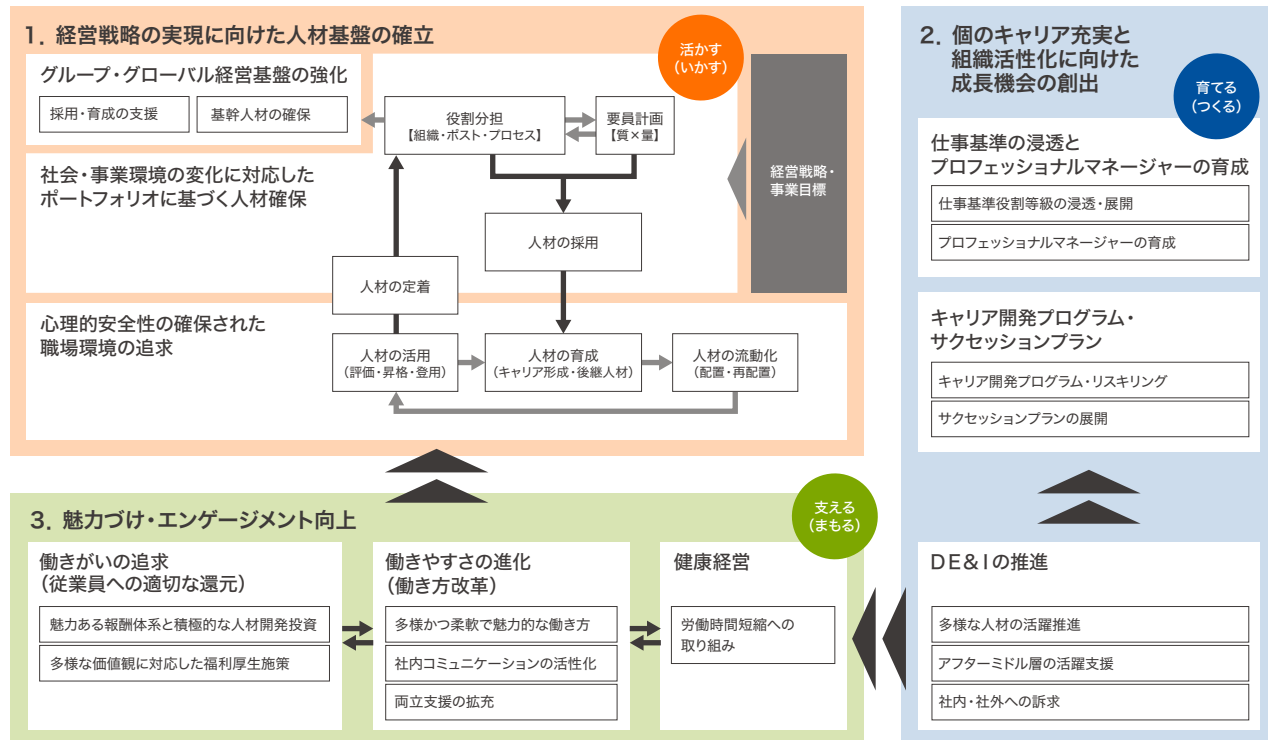 1. 経営戦略の実現に向けた人材基盤の確立
活かす
（いかす）
グループ・グローバル経営基盤の強化
採用・育成の支援
基幹人材の確保
役割分担
【組織・ポスト・プロセス】
要員計画
【質×量】
社会・事業環境の変化に対応した
ポートフォリオに基づく人材確保
経営戦略・
事業目標
人材の採用
人材の定着
心理的安全性の確保された
職場環境の追求
人材の活用
（評価・昇格・登用）
人材の育成
（キャリア形成・後継人材）
人材の流動化
（配置・再配置）
2. 個のキャリア充実と
組織活性化に向けた
成長機会の創出
育てる
（つくる）
仕事基準の浸透と
プロフェッショナルマネージャーの育成
仕事基準役割等級の浸透・展開
プロフェッショナルマネージャーの育成
キャリア開発プログラム・
サクセッションプラン
キャリア開発プログラム・リスキリング
サクセッションプランの展開
DE&Iの推進
多様な人材の活躍推進
アフターミドル層の活躍支援
社内・社外への訴求
3. 魅力づけ・エンゲージメント向上
支える
（まもる）
働きがいの追求
（従業員への適切な還元）
魅力ある報酬体系と積極的な人材開発投資
多様な価値観に対応した福利厚生施策
働きやすさの進化
（働き方改革）
多様かつ柔軟で魅力的な働き方
社内コミュニケーションの活性化
両立支援の拡充
健康経営
労働時間短縮への
取り組み